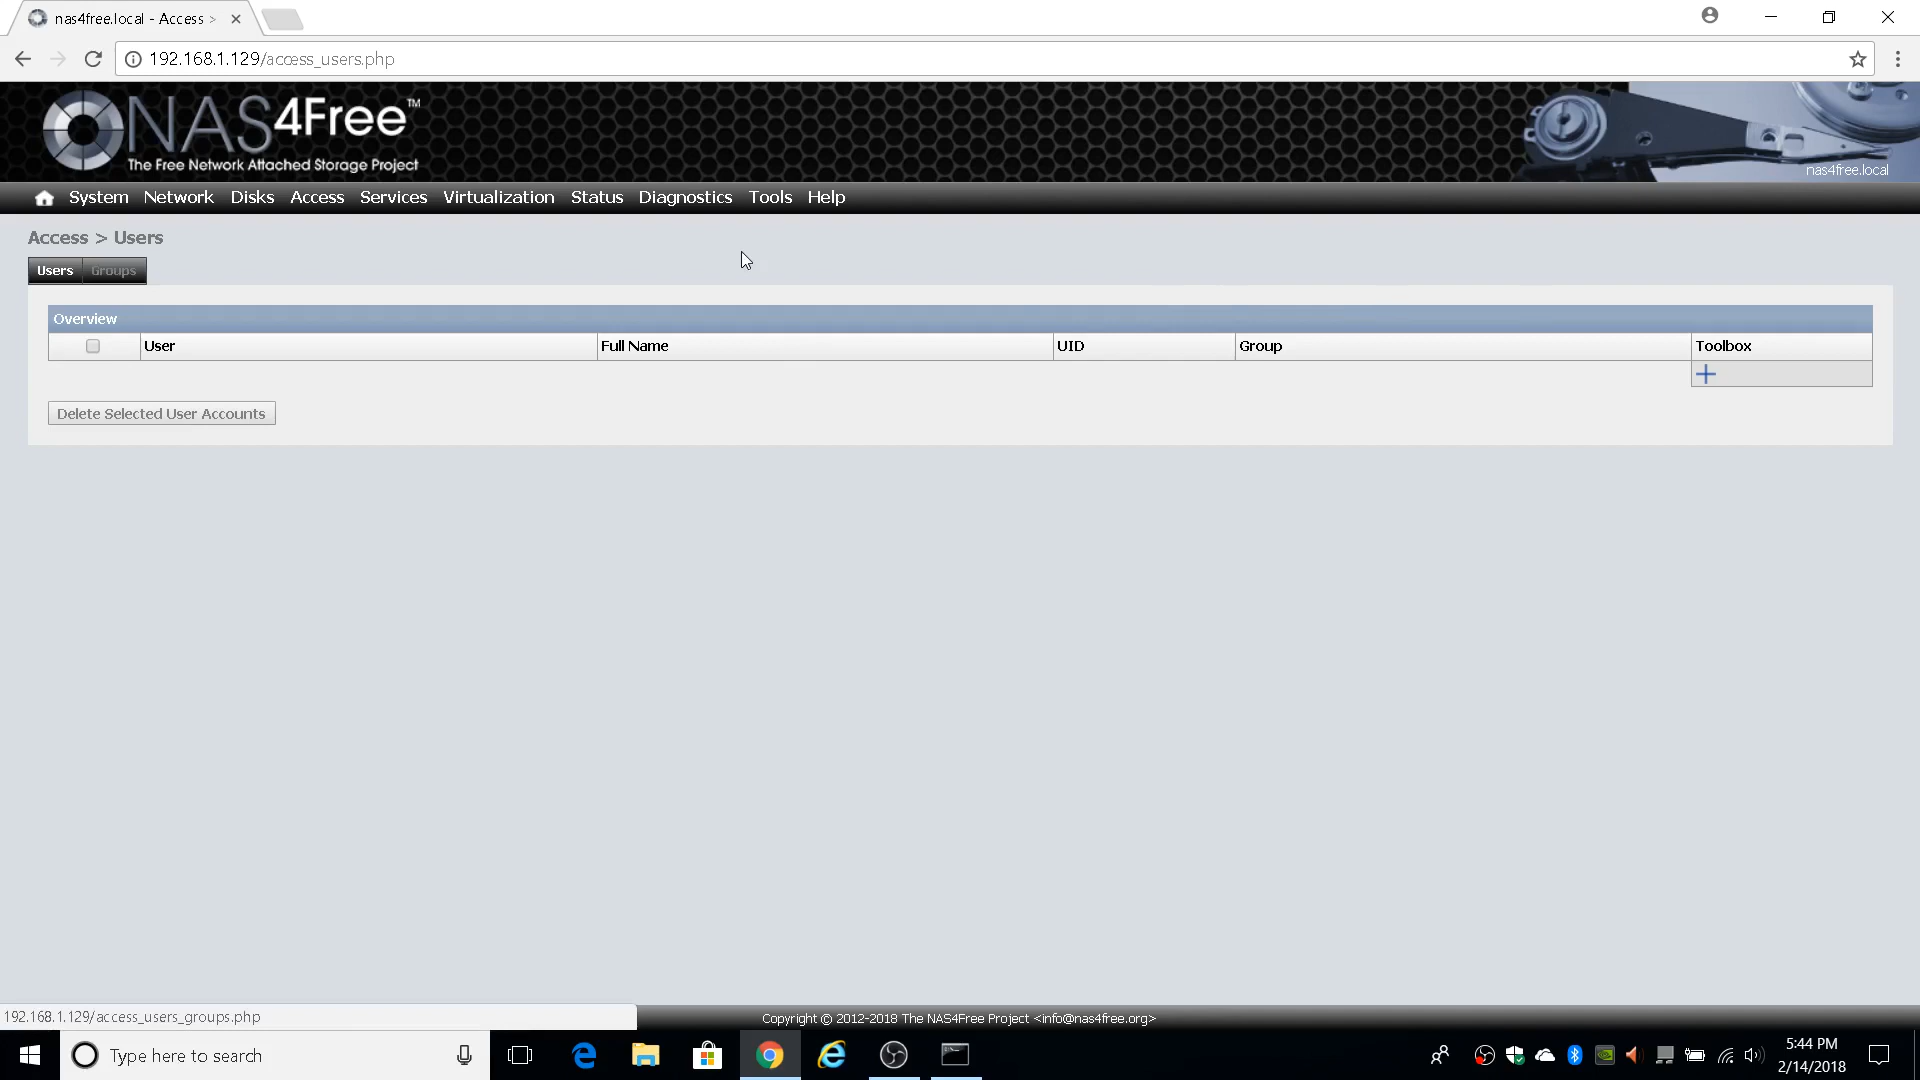 nas4free.local - Access >
192.168.1.129/access_users.php
NAS4Free™
The Free Network Attached Storage Project
nas4free.local
System Network Disks Access Services Virtualization Status Diagnostics Tools Help
Access > Users
Users Groups
Overview
User Full Name UID Group Toolbox
Delete Selected User Accounts
192.168.1.129/access_users_groups.php
Copyright © 2012-2018 The NAS4Free Project <info@nas4free.org>
Type here to search
5:44 PM
2/14/2018